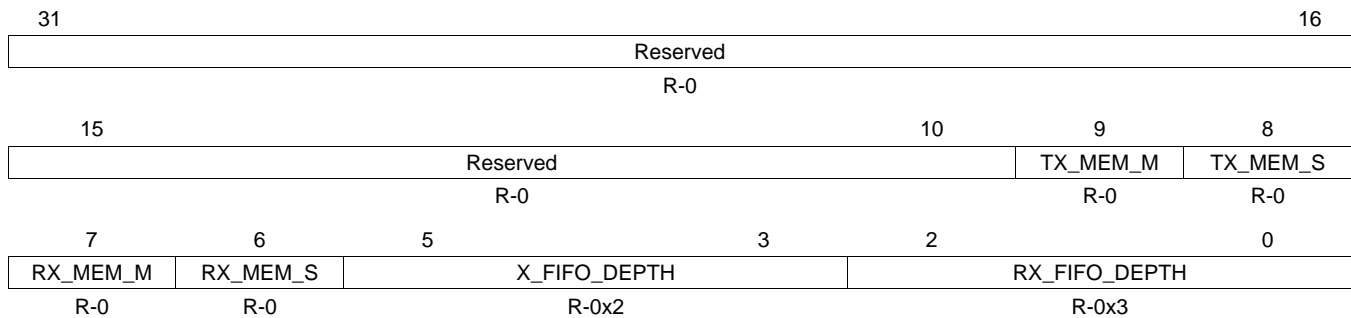 31 16
Reserved
R-0
15 10 9 8
Reserved TX_MEM_M TX_MEM_S
R-0 R-0 R-0
7 6 5 3 2 0
RX_MEM_M RX_MEM_S X_FIFO_DEPTH RX_FIFO_DEPTH
R-0 R-0 R-0x2 R-0x3